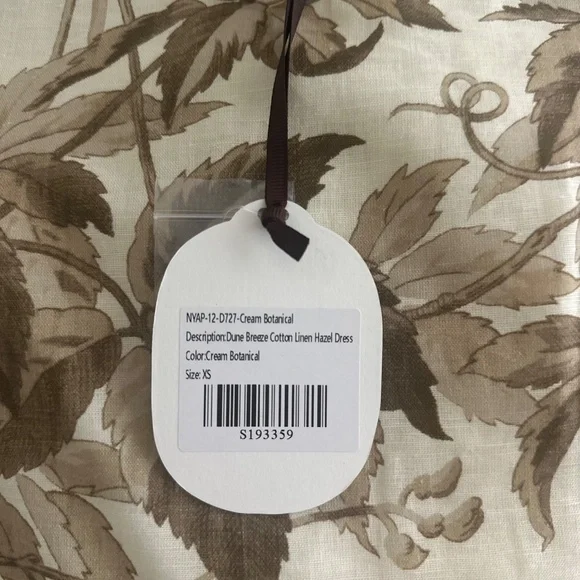 NYAP-12-D727-Cream Botanical
Description:Dune Breeze Cotton Linen Hazel Dress
Color:Cream Botanical
Size: XS
S193359